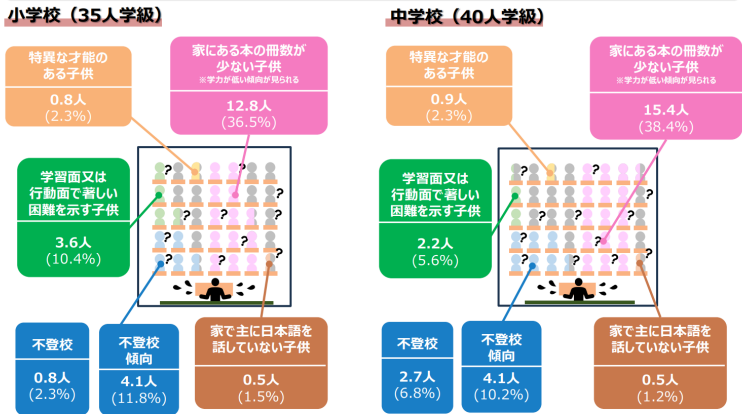 小学校（35人学級）
特異な才能の
ある子供
0.8人
(2.3%)
家にある本の冊数が
少ない子供
※学力が低い傾向が見られる
12.8人
(36.5%)
学習面又は
行動面で著しい
困難を示す子供
3.6人
(10.4%)
?
?
?
?
?
?
?
?
?
不登校
0.8人
(2.3%)
不登校
傾向
4.1人
(11.8%)
家で主に日本語を
話していない子供
0.5人
(1.5%)
中学校（40人学級）
特異な才能の
ある子供
0.9人
(2.3%)
家にある本の冊数が
少ない子供
※学力が低い傾向が見られる
15.4人
(38.4%)
学習面又は
行動面で著しい
困難を示す子供
2.2人
(5.6%)
?
?
?
?
?
?
?
?
?
不登校
2.7人
(6.8%)
不登校
傾向
4.1人
(10.2%)
家で主に日本語を
話していない子供
0.5人
(1.2%)